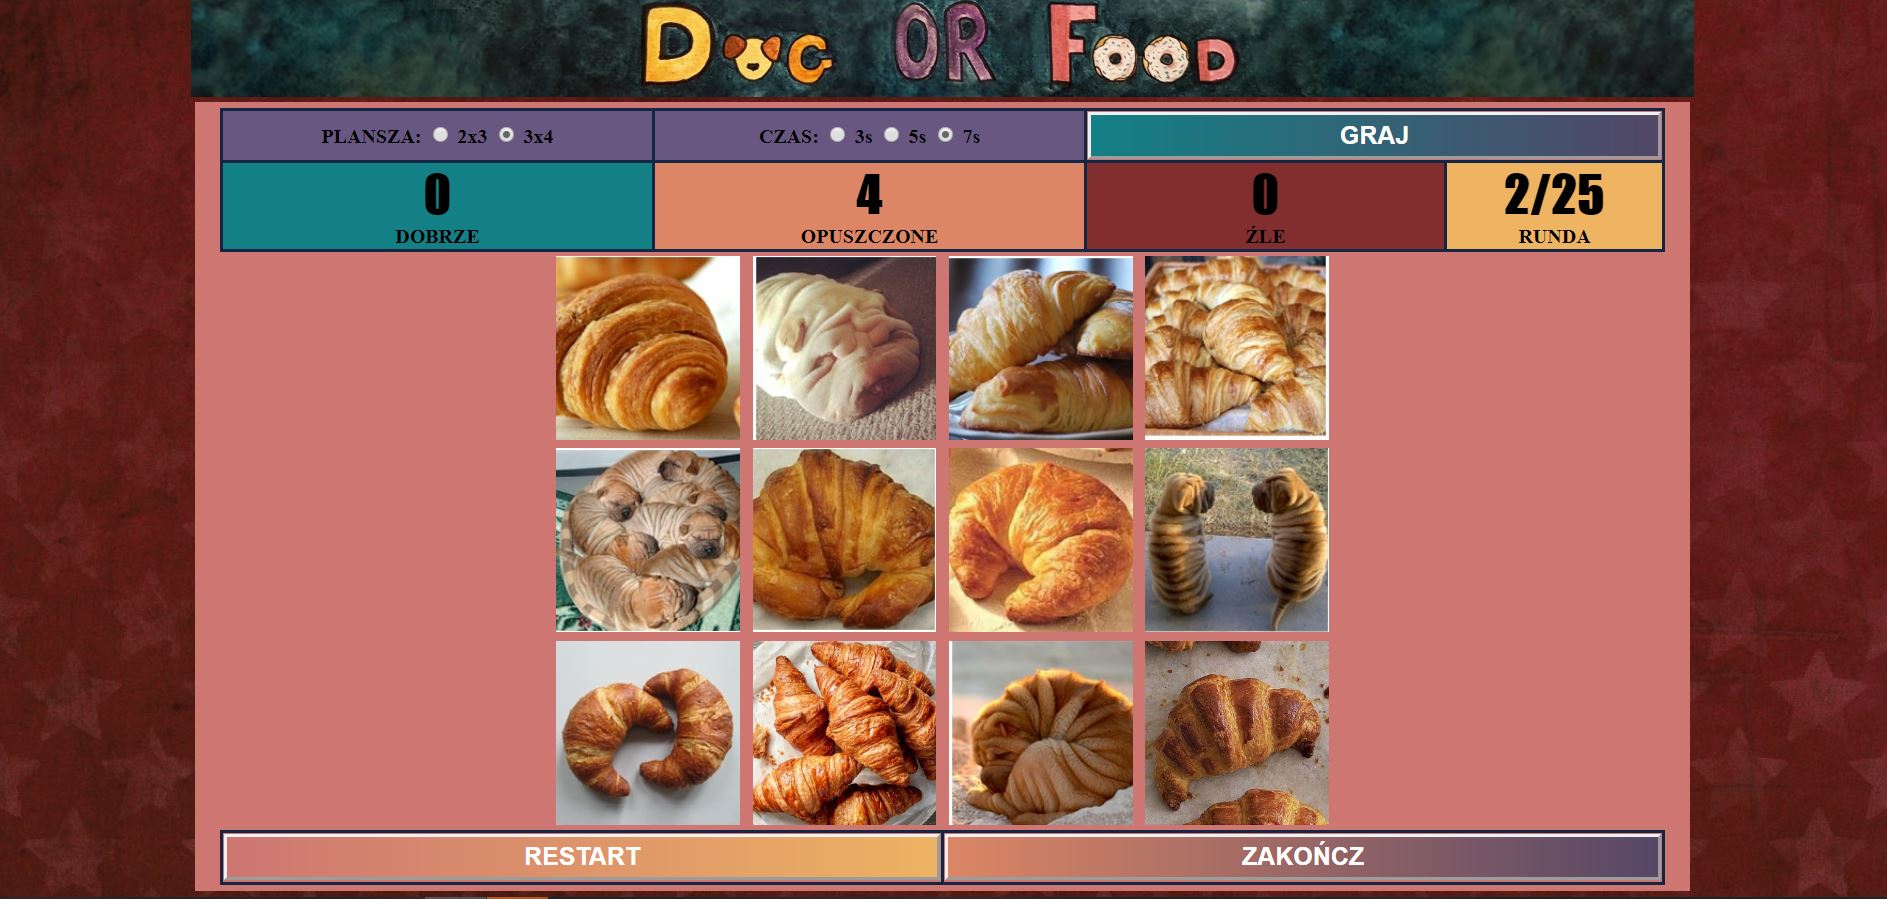 DOG OR FOOD
PLANSZA: 2x3 3x4
CZAS: 3s 5s 7s
GRAJ
0
DOBRZE
4
OPUSZCZONE
0
ŹLE
2/25
RUNDA
RESTART
ZAKOŃCZ